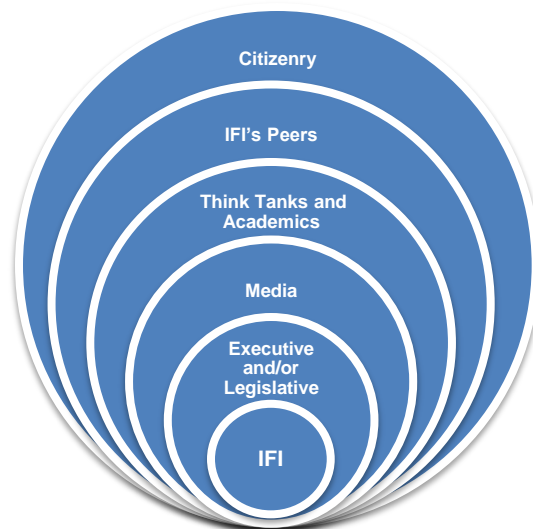 Citizenry
IFI's Peers
Think Tanks and
Academics
Media
Executive
and/or
Legislative
IFI